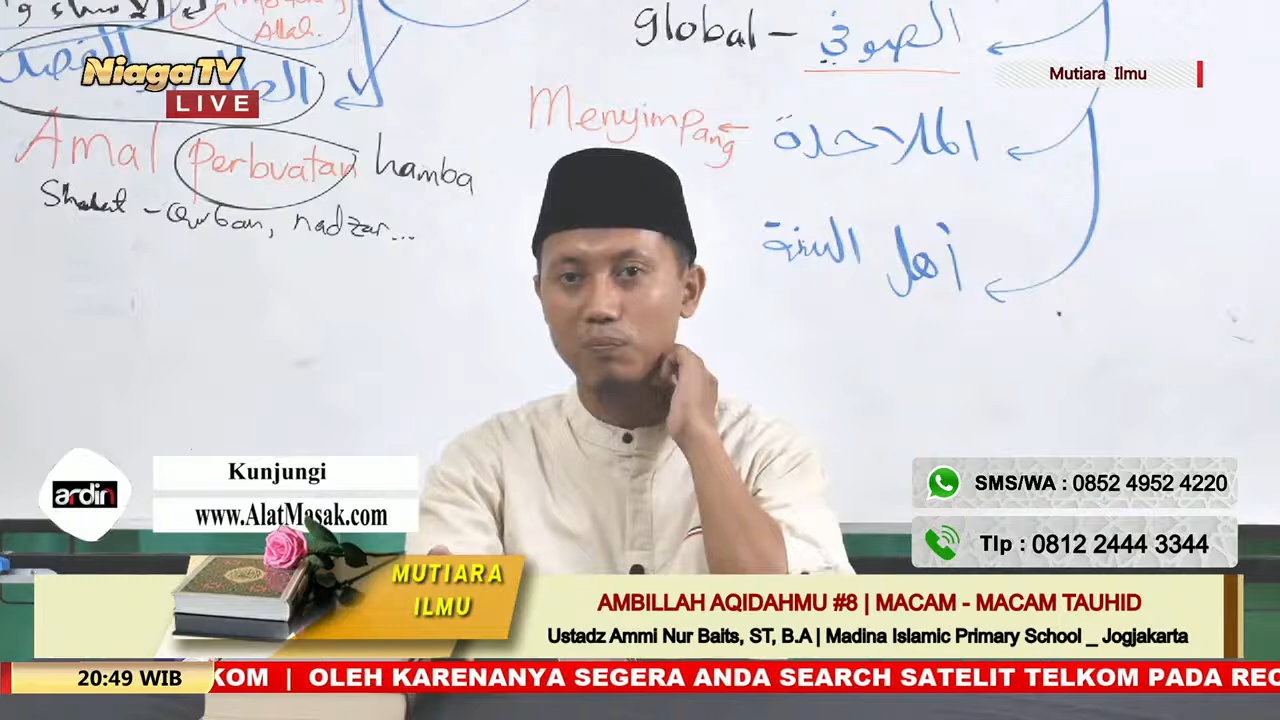 global – الصوفي
Allah.
NiagaTV
LIVE
Mutiara Ilmu
لا
Menyimpang ← الملاحدة
Amal perbuatan hamba
Shalat – Qurban, nadzar...
أهل السنة
ardin
Kunjungi
www.AlatMasak.com
SMS/WA : 0852 4952 4220
Tlp : 0812 2444 3344
MUTIARA
ILMU
AMBILLAH AQIDAHMU #8 | MACAM - MACAM TAUHID
Ustadz Ammi Nur Baits, ST, B.A | Madina Islamic Primary School _ Jogjakarta
20:49 WIB
KOM | OLEH KARENANYA SEGERA ANDA SEARCH SATELIT TELKOM PADA REC